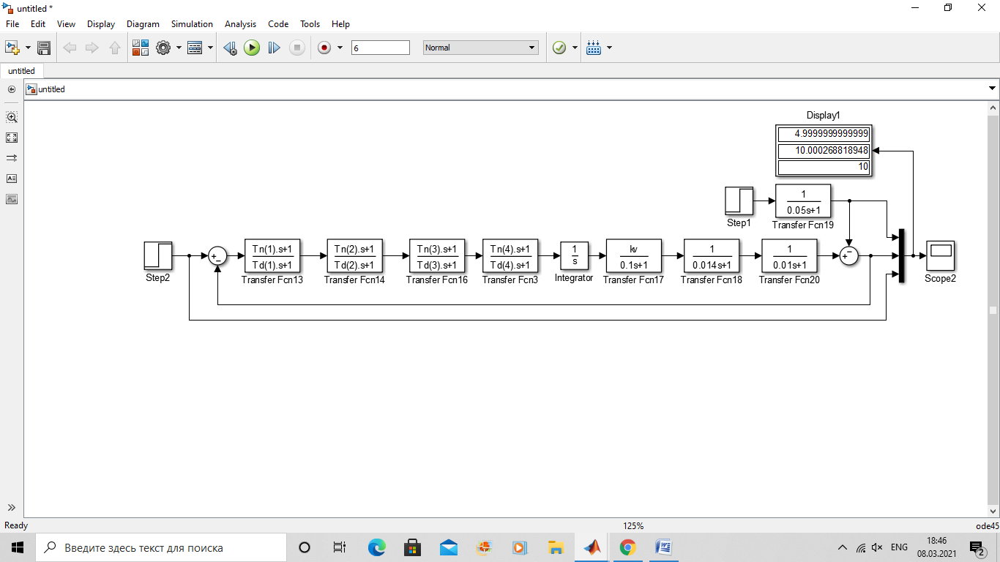 untitled *
File Edit View Display Diagram Simulation Analysis Code Tools Help
6 Normal
untitled
untitled
Display1
4.9999999999999
10.000268818948
10
1
0.05s+1
Step1
Transfer Fcn19
Tn(1).s+1
Td(1).s+1
Tn(2).s+1
Td(2).s+1
Tn(3).s+1
Td(3).s+1
Tn(4).s+1
Td(4).s+1
1
s
kv
0.1s+1
1
0.014s+1
1
0.01s+1
Step2
Transfer Fcn13
Transfer Fcn14
Transfer Fcn16
Transfer Fcn3
Integrator
Transfer Fcn17
Transfer Fcn18
Transfer Fcn20
Scope2
Ready 125% ode45
Введите здесь текст для поиска
ENG
18:46
08.03.2021
2